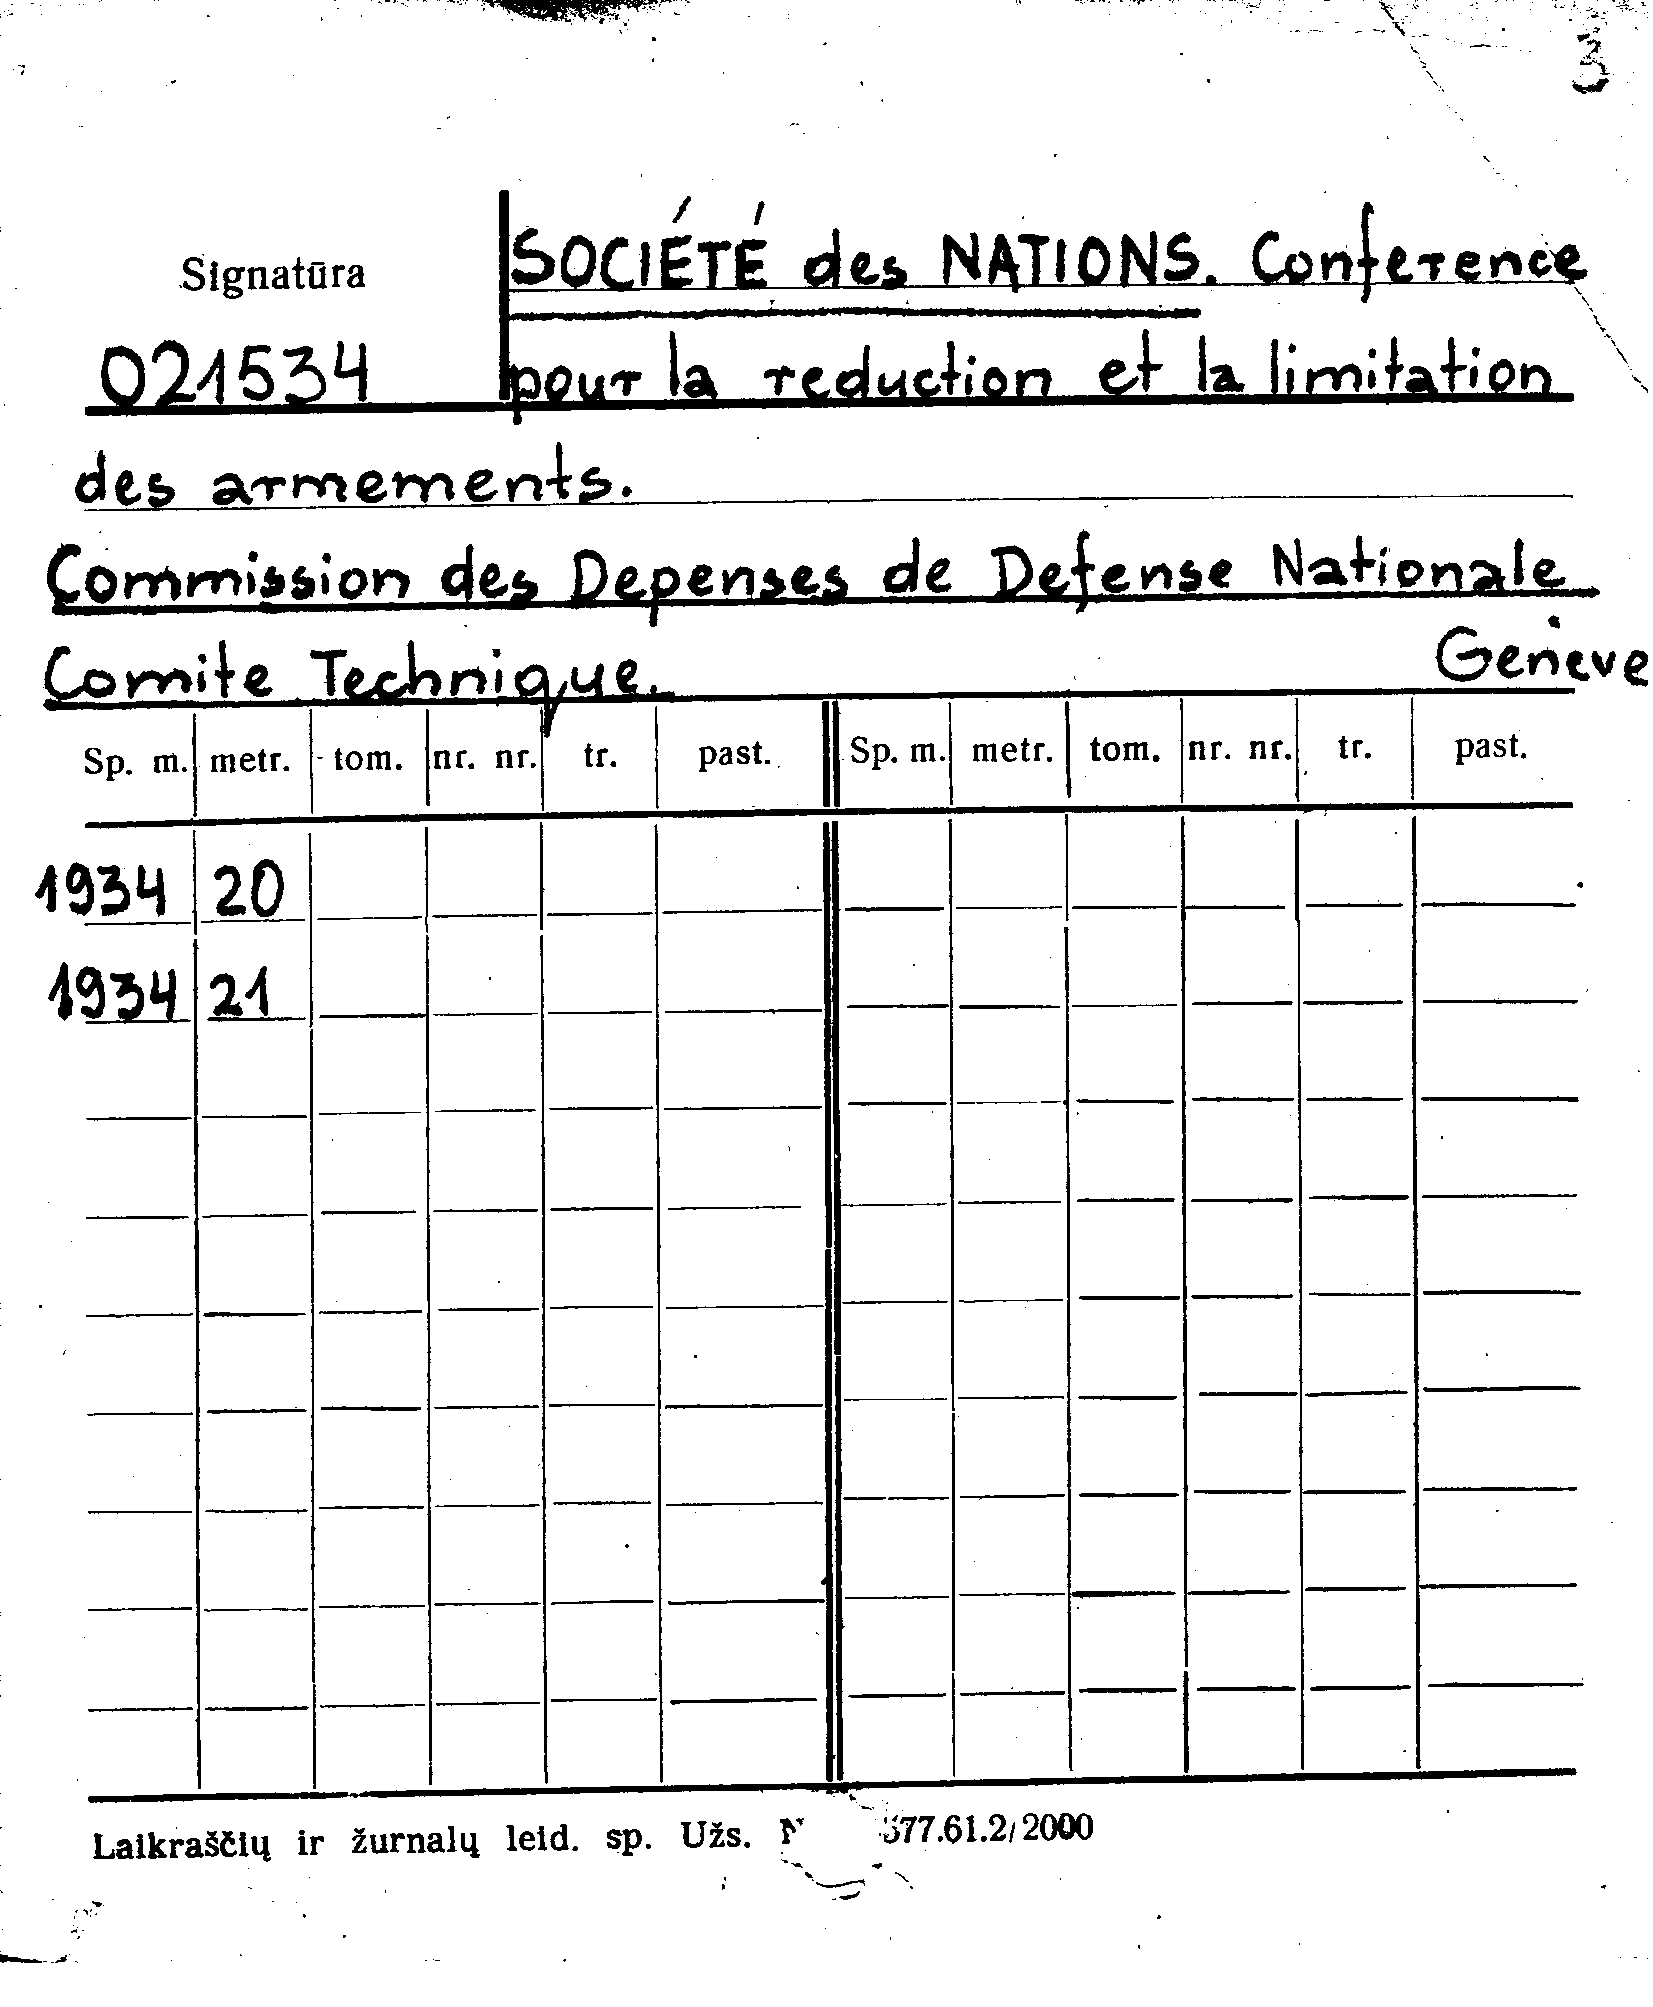 3
SOCIÉTÉ des NATIONS. Conference
Signatūra
021534 pour la reduction et la limitation
des armements.
Commission des Depenses de Defense Nationale
Comite Technique. Geneve
Sp. m. metr. tom. nr. nr. tr. past. Sp. m. metr. tom. nr. nr. tr. past.
1934 20
1934 21
Laikraščių ir žurnalų leid. sp. Užs. 577.61.2/2000